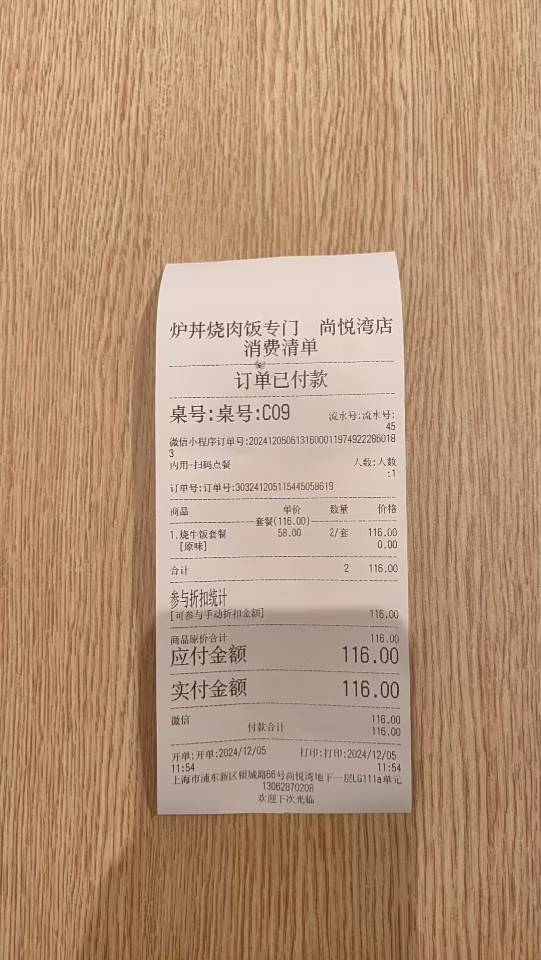 炉丼烧肉饭专门 尚悦湾店
消费清单
订单已付款
桌号:桌号:C09 流水号:流水号:
45
微信小程序订单号:2024120506131600011974922286018
3
内用-扫码点餐 人数:人数
:1
订单号:订单号:303241205115445058619
商品 单价 数量 价格
套餐(116.00)
1.烧牛饭套餐 58.00 2/套 116.00
[原味] 0.00
合计 2 116.00
参与折扣统计
[可参与手动折扣金额] 116.00
商品原价合计 116.00
应付金额 116.00
实付金额 116.00
微信 116.00
付款合计 116.00
开单:开单:2024/12/05 打印:打印:2024/12/05
11:54 11:54
上海市浦东新区银城路66号尚悦湾地下一层LG111a单元
13062870208
欢迎下次光临